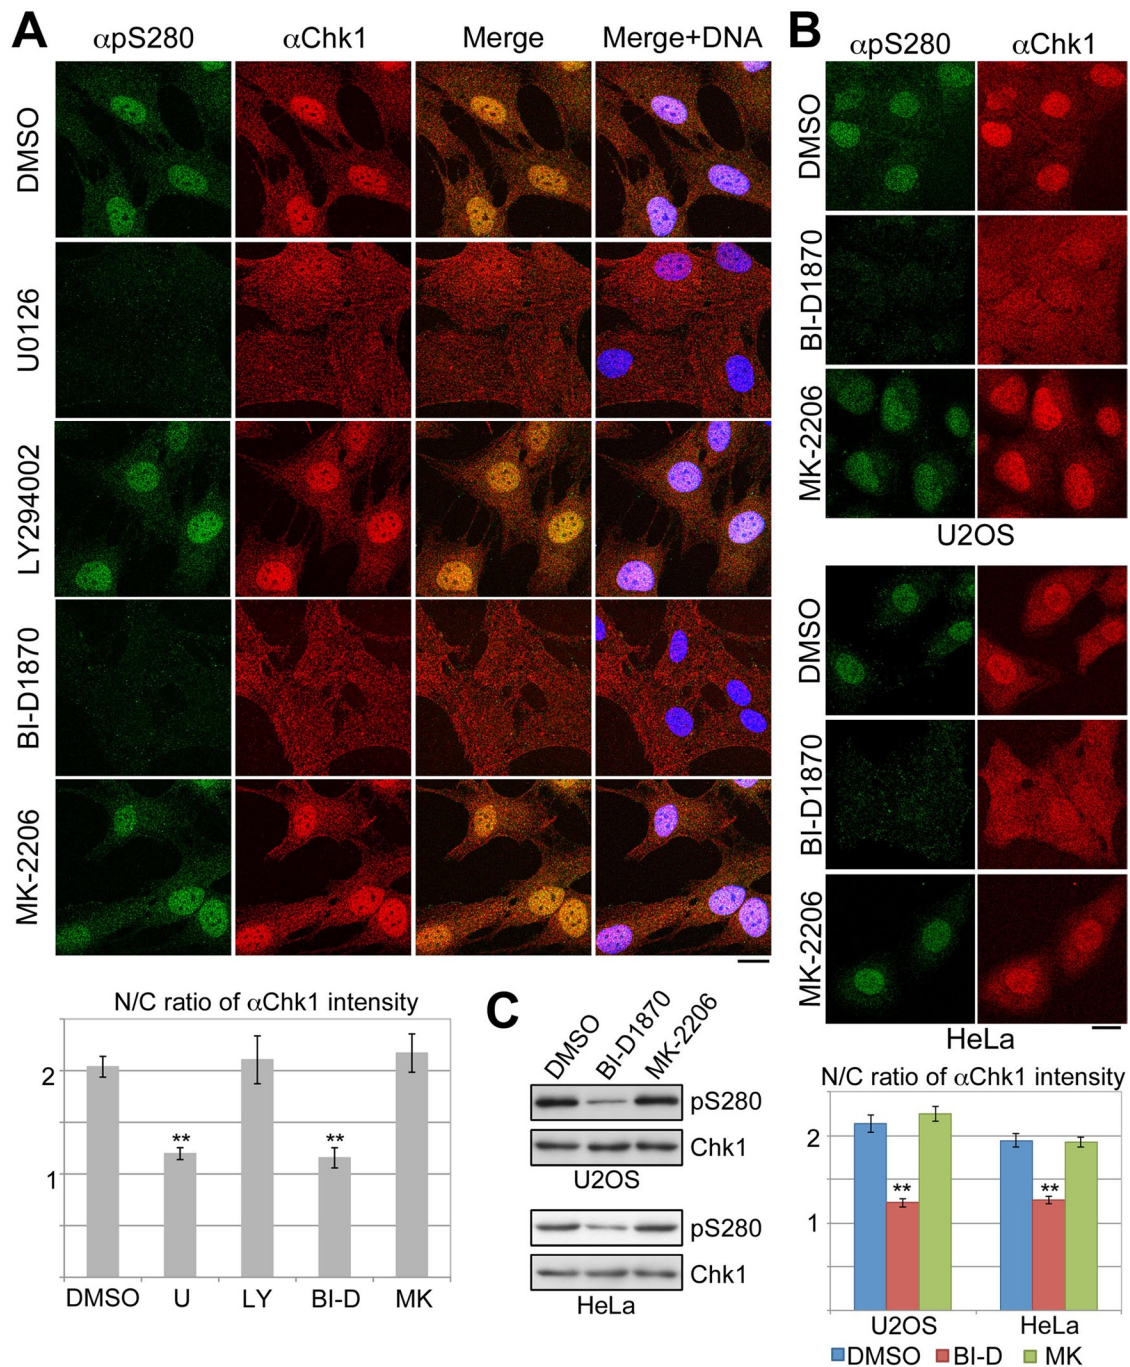 A
αpS280 αChk1 Merge Merge+DNA
DMSO
U0126
LY294002
BI-D1870
MK-2206
N/C ratio of αChk1 intensity
2
** **
1
DMSO U LY BI-D MK
B
αpS280 αChk1
DMSO
BI-D1870
MK-2206
U2OS
DMSO
BI-D1870
MK-2206
HeLa
N/C ratio of αChk1 intensity
2
** **
1
U2OS HeLa
DMSO BI-D MK
C
DMSO BI-D1870 MK-2206
pS280
Chk1
U2OS
pS280
Chk1
HeLa